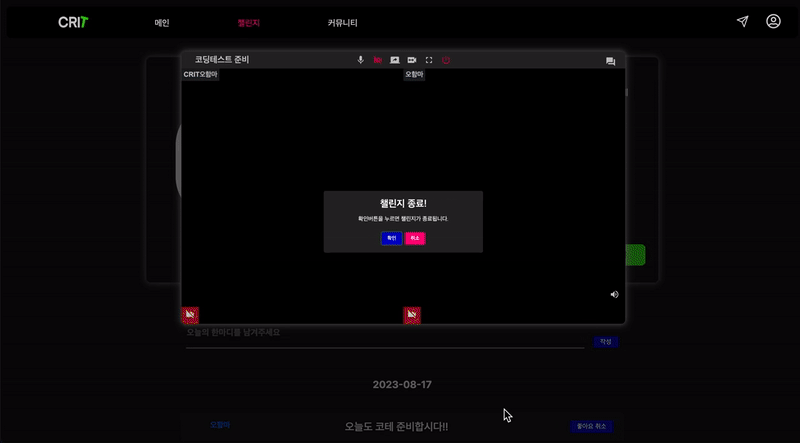 CRIT
메인
챌린지
커뮤니티
코딩테스트 준비
CRIT오할마
오할마
챌린지 종료!
확인버튼을 누르면 챌린지가 종료됩니다.
확인
취소
오늘의 한마디를 남겨주세요
작성
2023-08-17
오할마
오늘도 코테 준비합시다!!
좋아요 취소